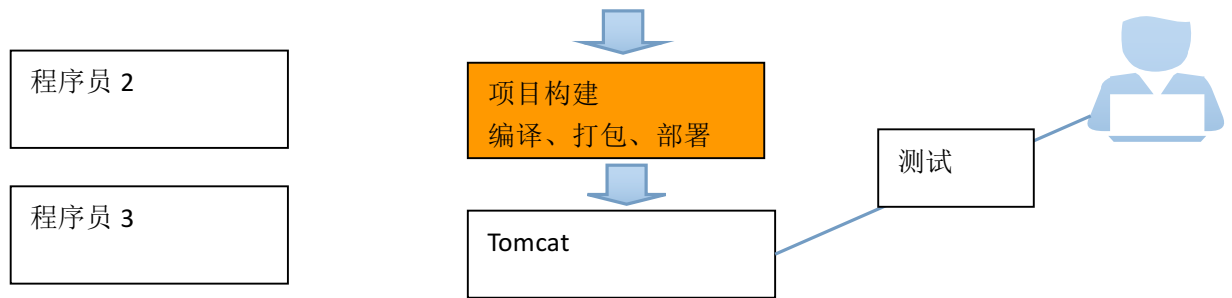 程序员 2
程序员 3
项目构建
编译、打包、部署
Tomcat
测试